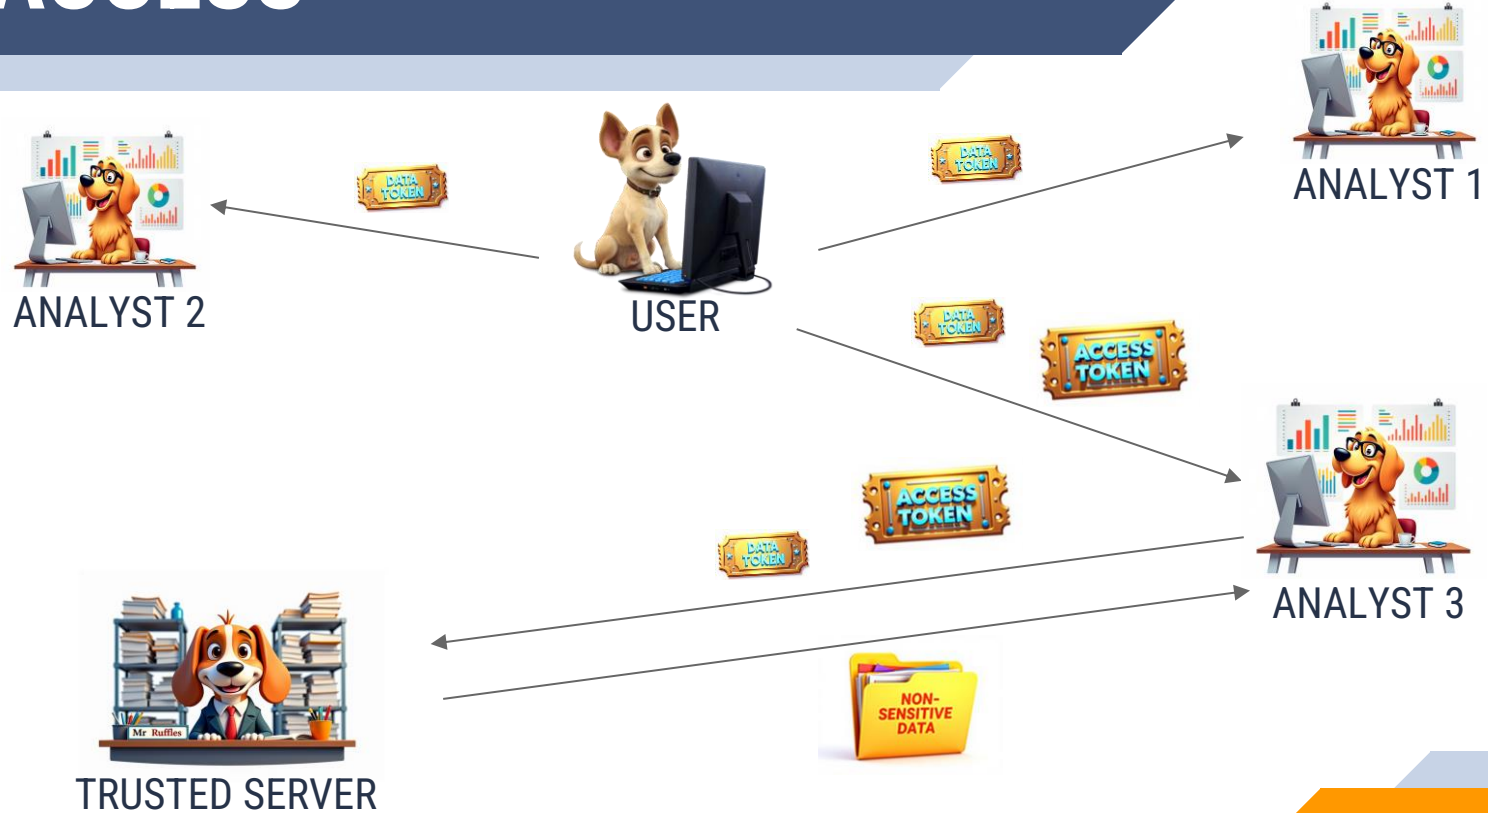 ACCESS
ANALYST 1
DATA
TOKEN
DATA
TOKEN
ANALYST 2
USER
DATA
TOKEN
ACCESS
TOKEN
ACCESS
TOKEN
DATA
TOKEN
ANALYST 3
NON-
SENSITIVE
DATA
Mr Ruffles
TRUSTED SERVER